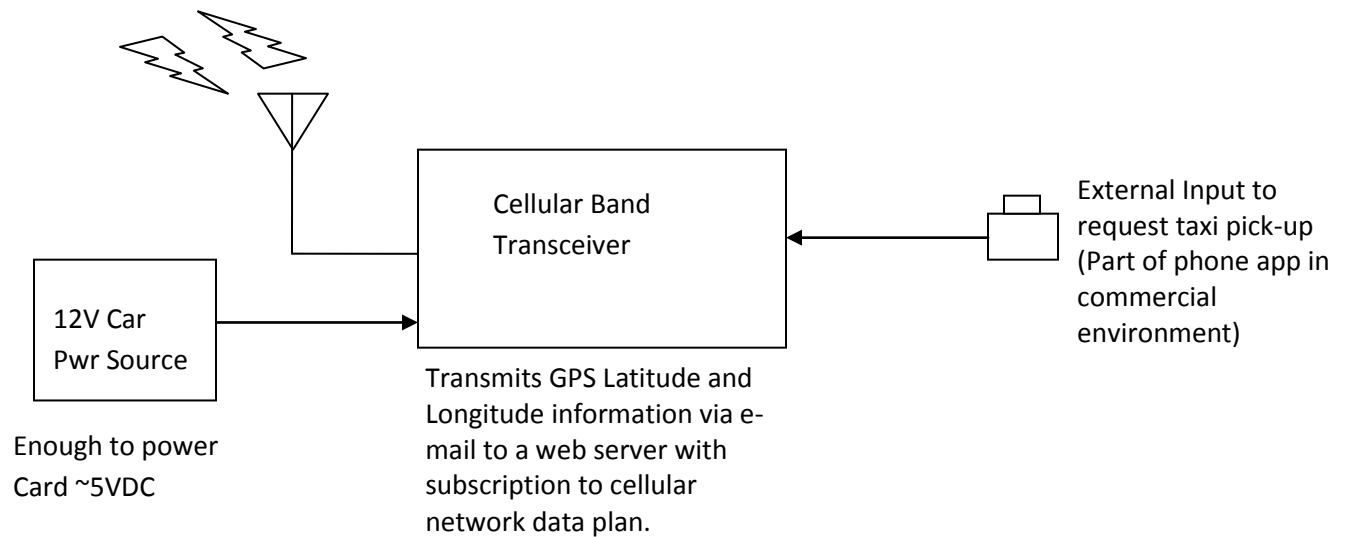 Cellular Band
Transceiver
External Input to
request taxi pick-up
(Part of phone app in
commercial
environment)
12V Car
Pwr Source
Enough to power
Card ~5VDC
Transmits GPS Latitude and
Longitude information via e-
mail to a web server with
subscription to cellular
network data plan.